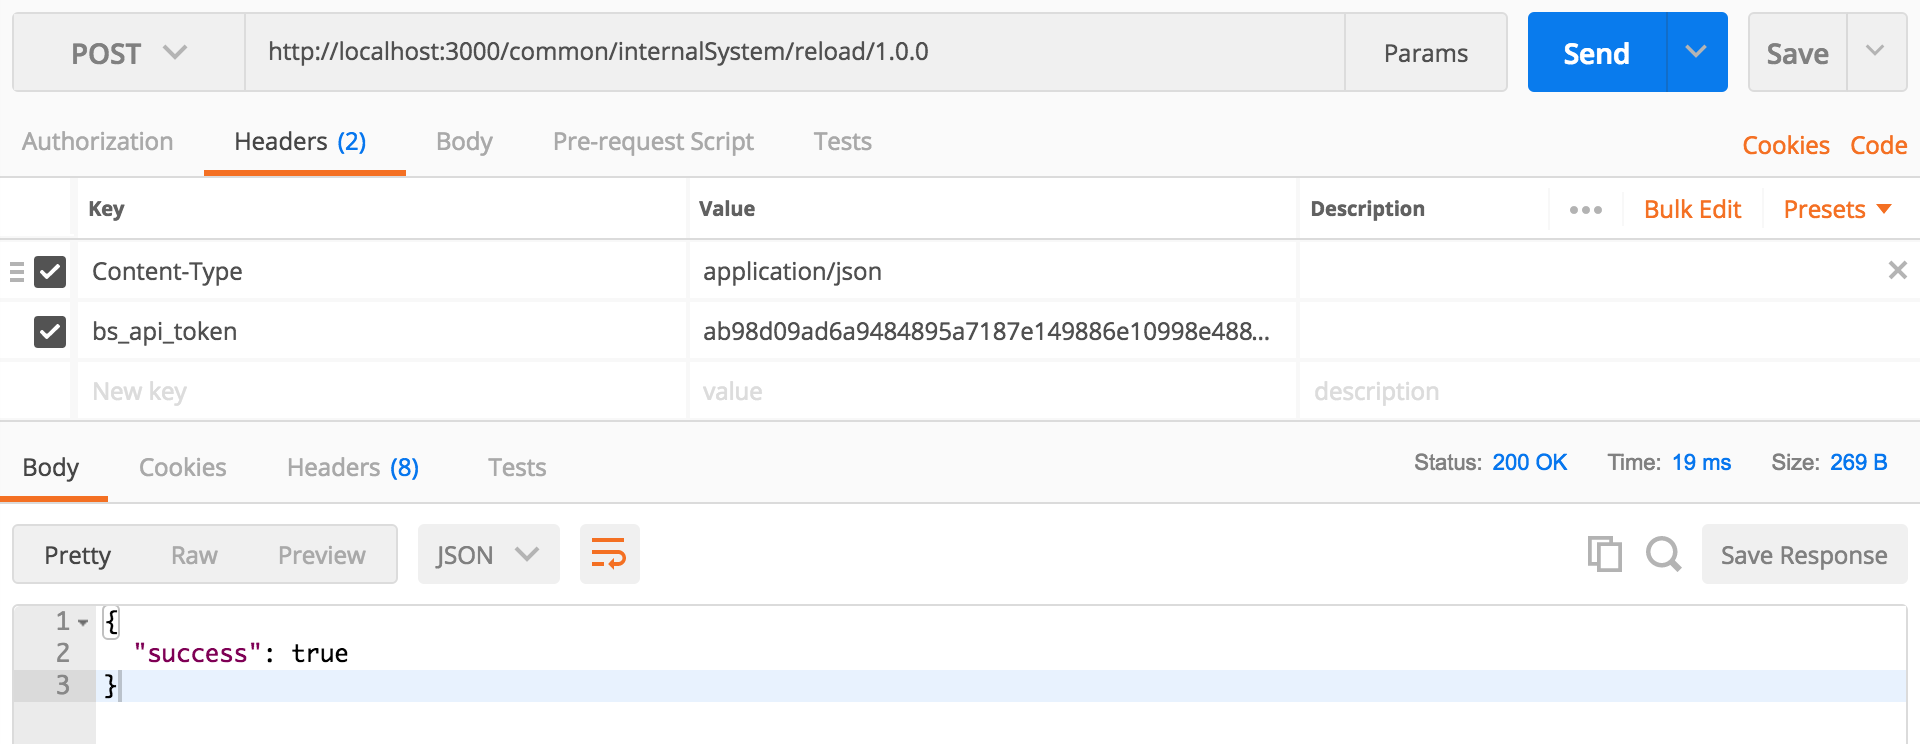 POST http://localhost:3000/common/internalSystem/reload/1.0.0 Params Send Save
Authorization Headers (2) Body Pre-request Script Tests Cookies Code
Key Value Description ••• Bulk Edit Presets
Content-Type application/json
bs_api_token ab98d09ad6a9484895a7187e149886e10998e488...
New key value description
Body Cookies Headers (8) Tests Status: 200 OK Time: 19 ms Size: 269 B
Pretty Raw Preview JSON Save Response
1 {
2 "success": true
3 }